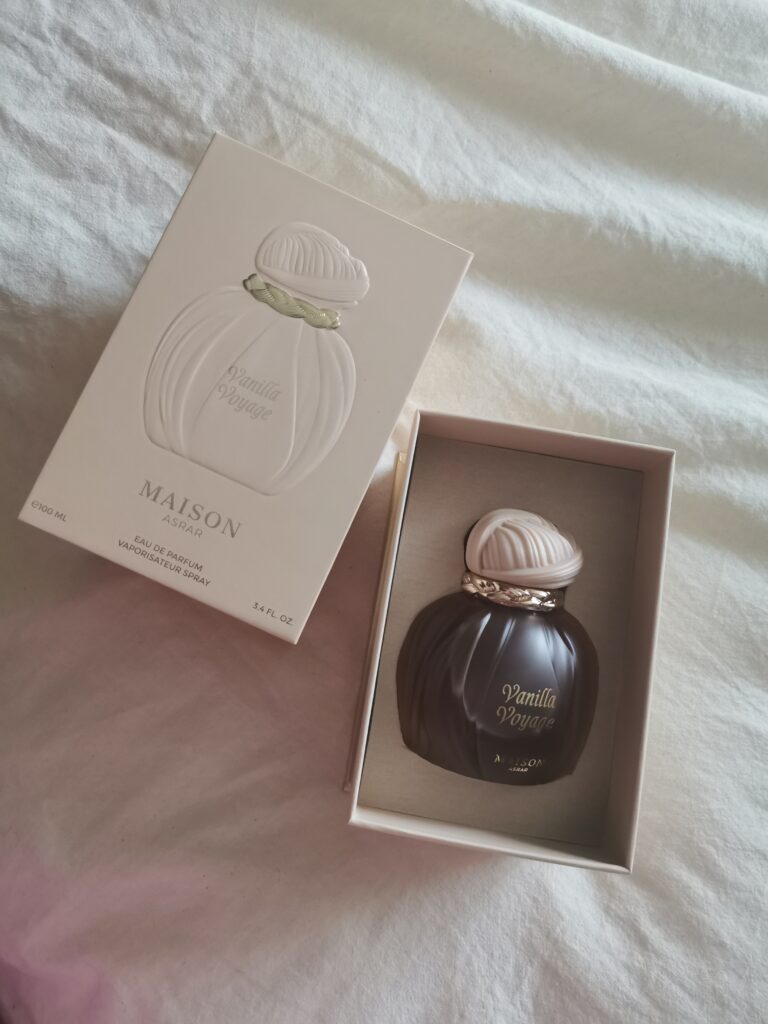 Vanilla
Voyage
MAISON
ASRAR
℮100 ML
EAU DE PARFUM
VAPORISATEUR SPRAY
3.4 FL. OZ.
Vanilla
Voyage
MAISON
ASRAR